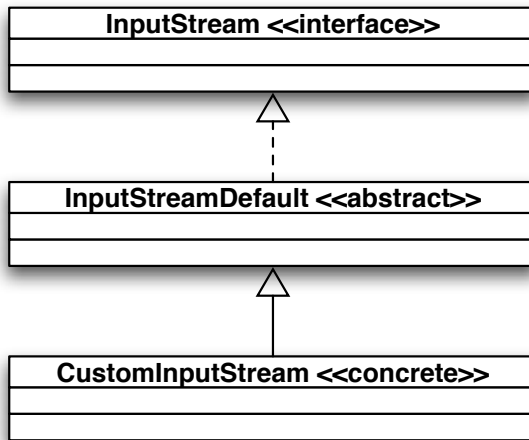 InputStream <<interface>>
InputStreamDefault <<abstract>>
CustomInputStream <<concrete>>